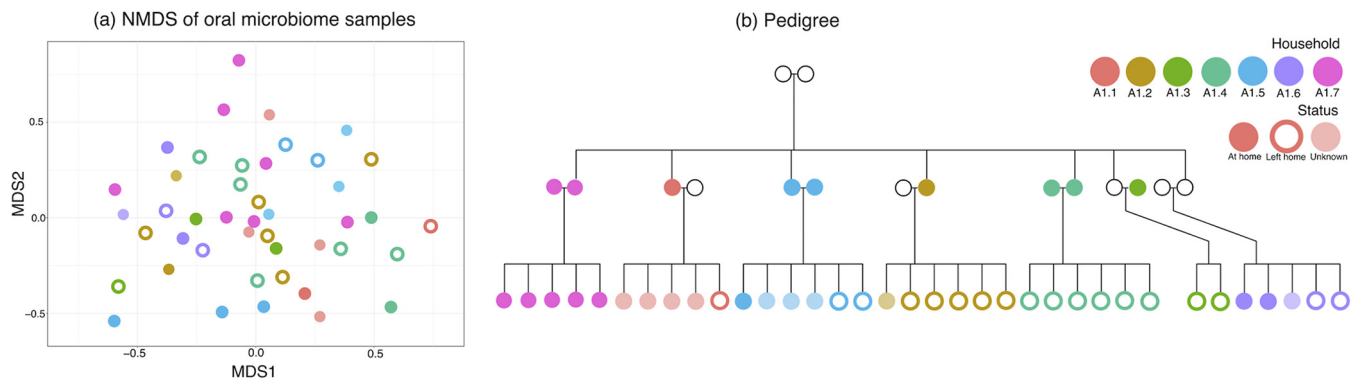 (a) NMDS of oral microbiome samples
0.5
0.0
−0.5
MDS2
−0.5 0.0 0.5
MDS1
(b) Pedigree
Household
A1.1 A1.2 A1.3 A1.4 A1.5 A1.6 A1.7
Status
At home Left home Unknown